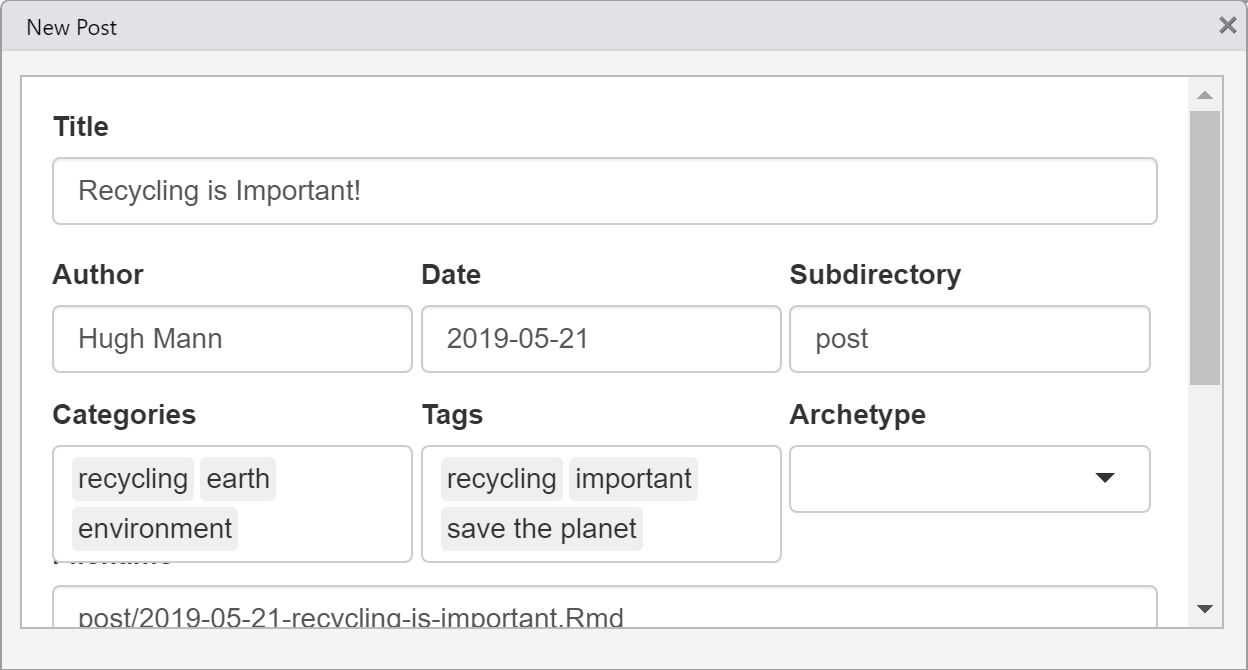 New Post
Title
Recycling is Important!
Author Date Subdirectory
Hugh Mann 2019-05-21 post
Categories Tags Archetype
recycling earth recycling important
environment save the planet
post/2019-05-21-recycling-is-important.Rmd